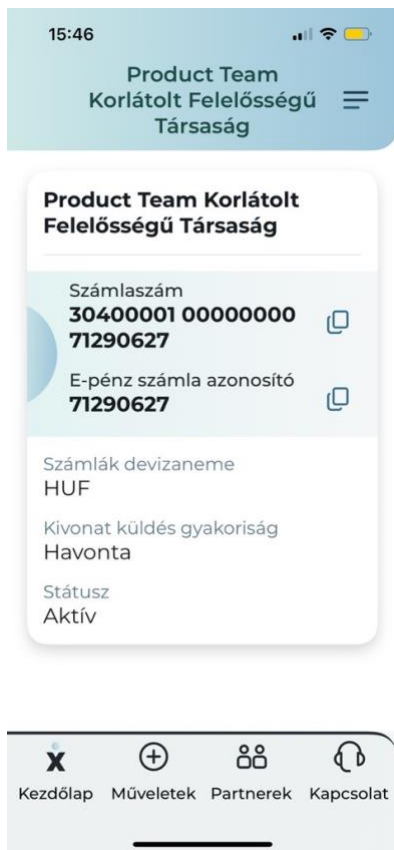 15:46
Product Team
Korlátolt Felelősségű
Társaság
Product Team Korlátolt
Felelősségű Társaság
Számlaszám
30400001 00000000
71290627
E-pénz számla azonosító
71290627
Számlák devizaneme
HUF
Kivonat küldés gyakoriság
Havonta
Státusz
Aktív
Kezdőlap Műveletek Partnerek Kapcsolat